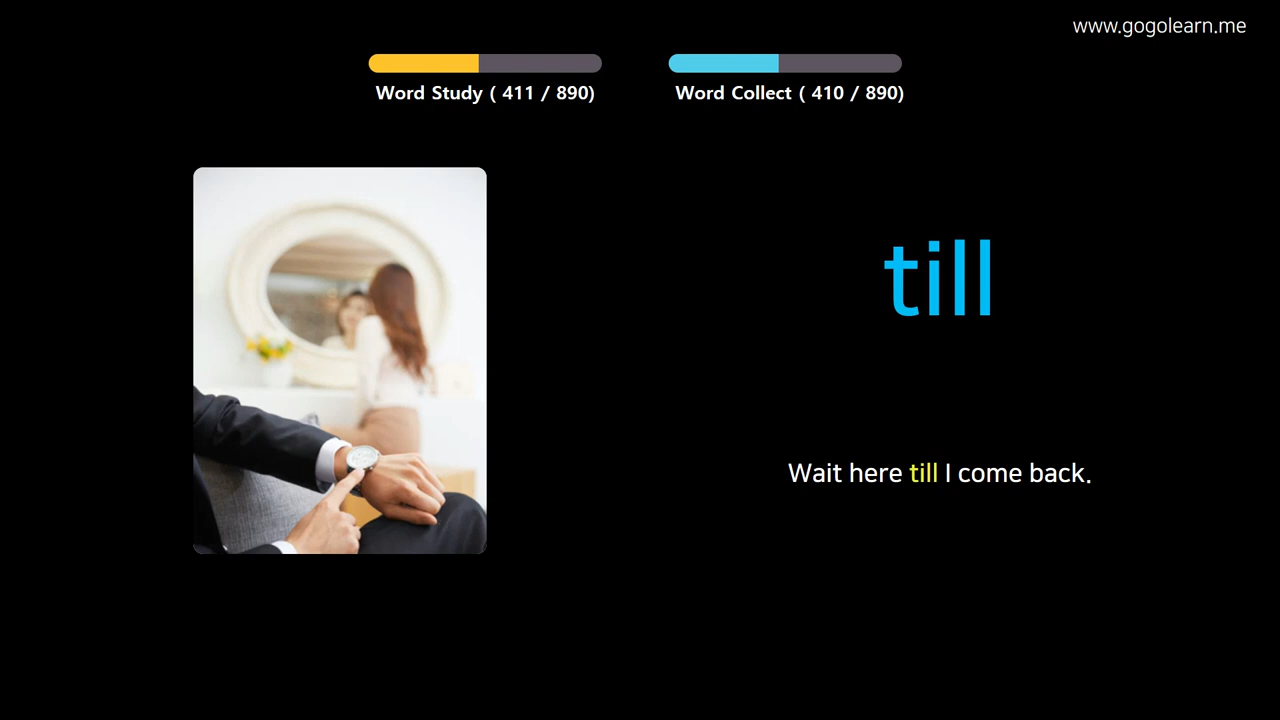 www.gogolearn.me
Word Study ( 411 / 890)
Word Collect ( 410 / 890)
till
Wait here till I come back.